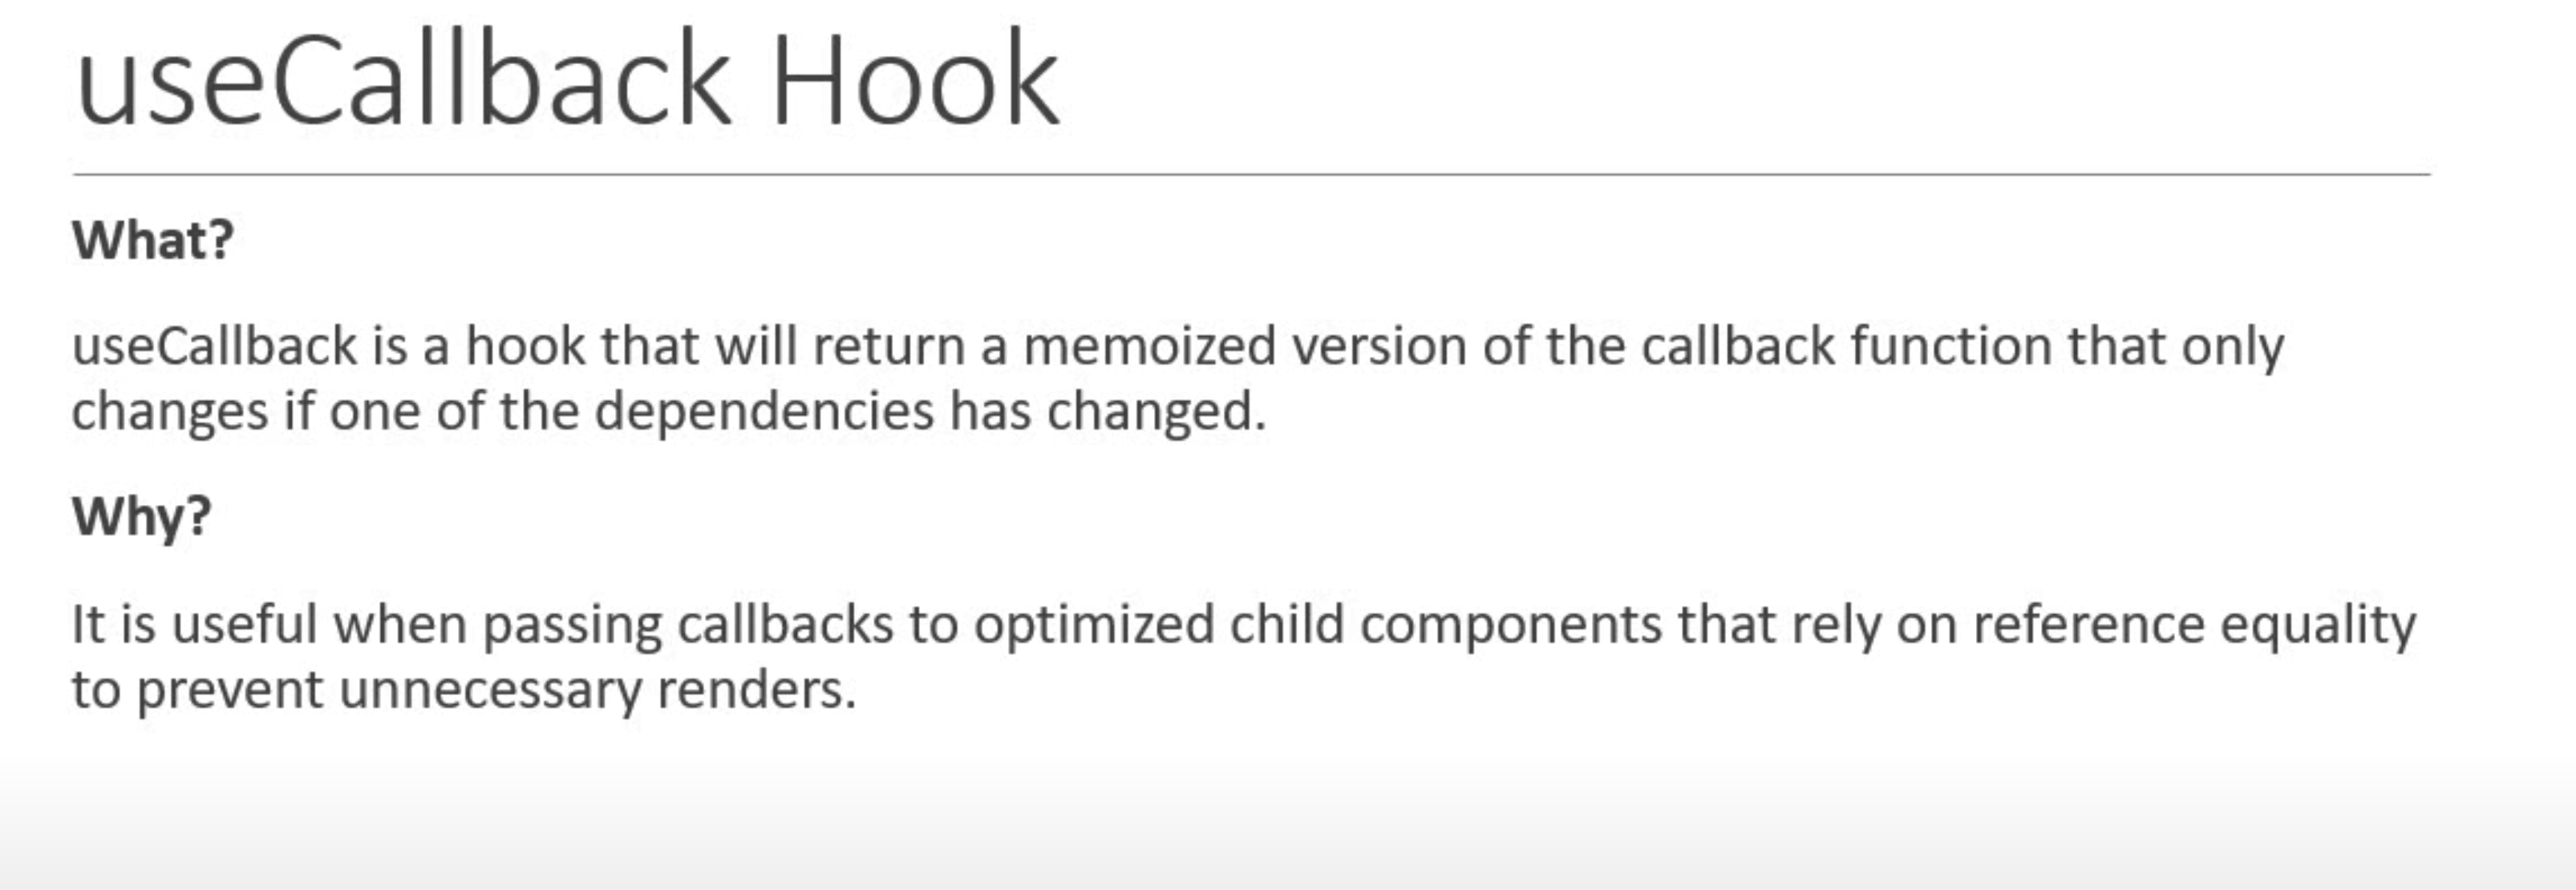 useCallback Hook
What?
useCallback is a hook that will return a memoized version of the callback function that only
changes if one of the dependencies has changed.
Why?
It is useful when passing callbacks to optimized child components that rely on reference equality
to prevent unnecessary renders.